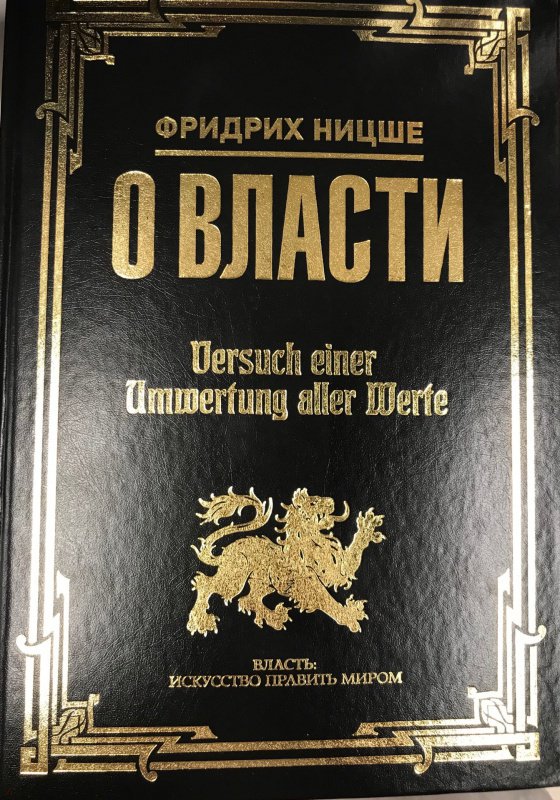 ФРИДРИХ НИЦШЕ
О ВЛАСТИ
Versuch einer
Umwertung aller Werte
ВЛАСТЬ:
ИСКУССТВО ПРАВИТЬ МИРОМ